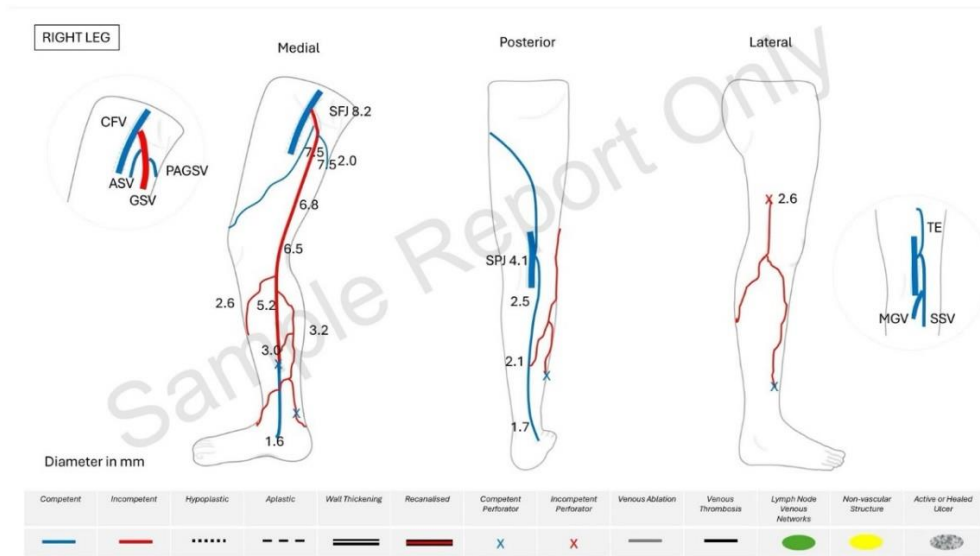 RIGHT LEG
Medial
Posterior
Lateral
CFV
ASV
GSV
PAGSV
SFJ 8.2
7.5
7.5
2.0
6.8
6.5
2.6
5.2
3.2
3.0
1.6
SPJ 4.1
2.5
2.1
1.7
X
X
X
X 2.6
X
TE
MGV
SSV
Sample Report Only
Diameter in mm
Competent
Incompetent
Hypoplastic
Aplastic
Wall Thickening
Recanalised
Competent Perforator
Incompetent Perforator
Venous Ablation
Venous Thrombosis
Lymph Node Venous Networks
Non-vascular Structure
Active or Healed Ulcer
X
X